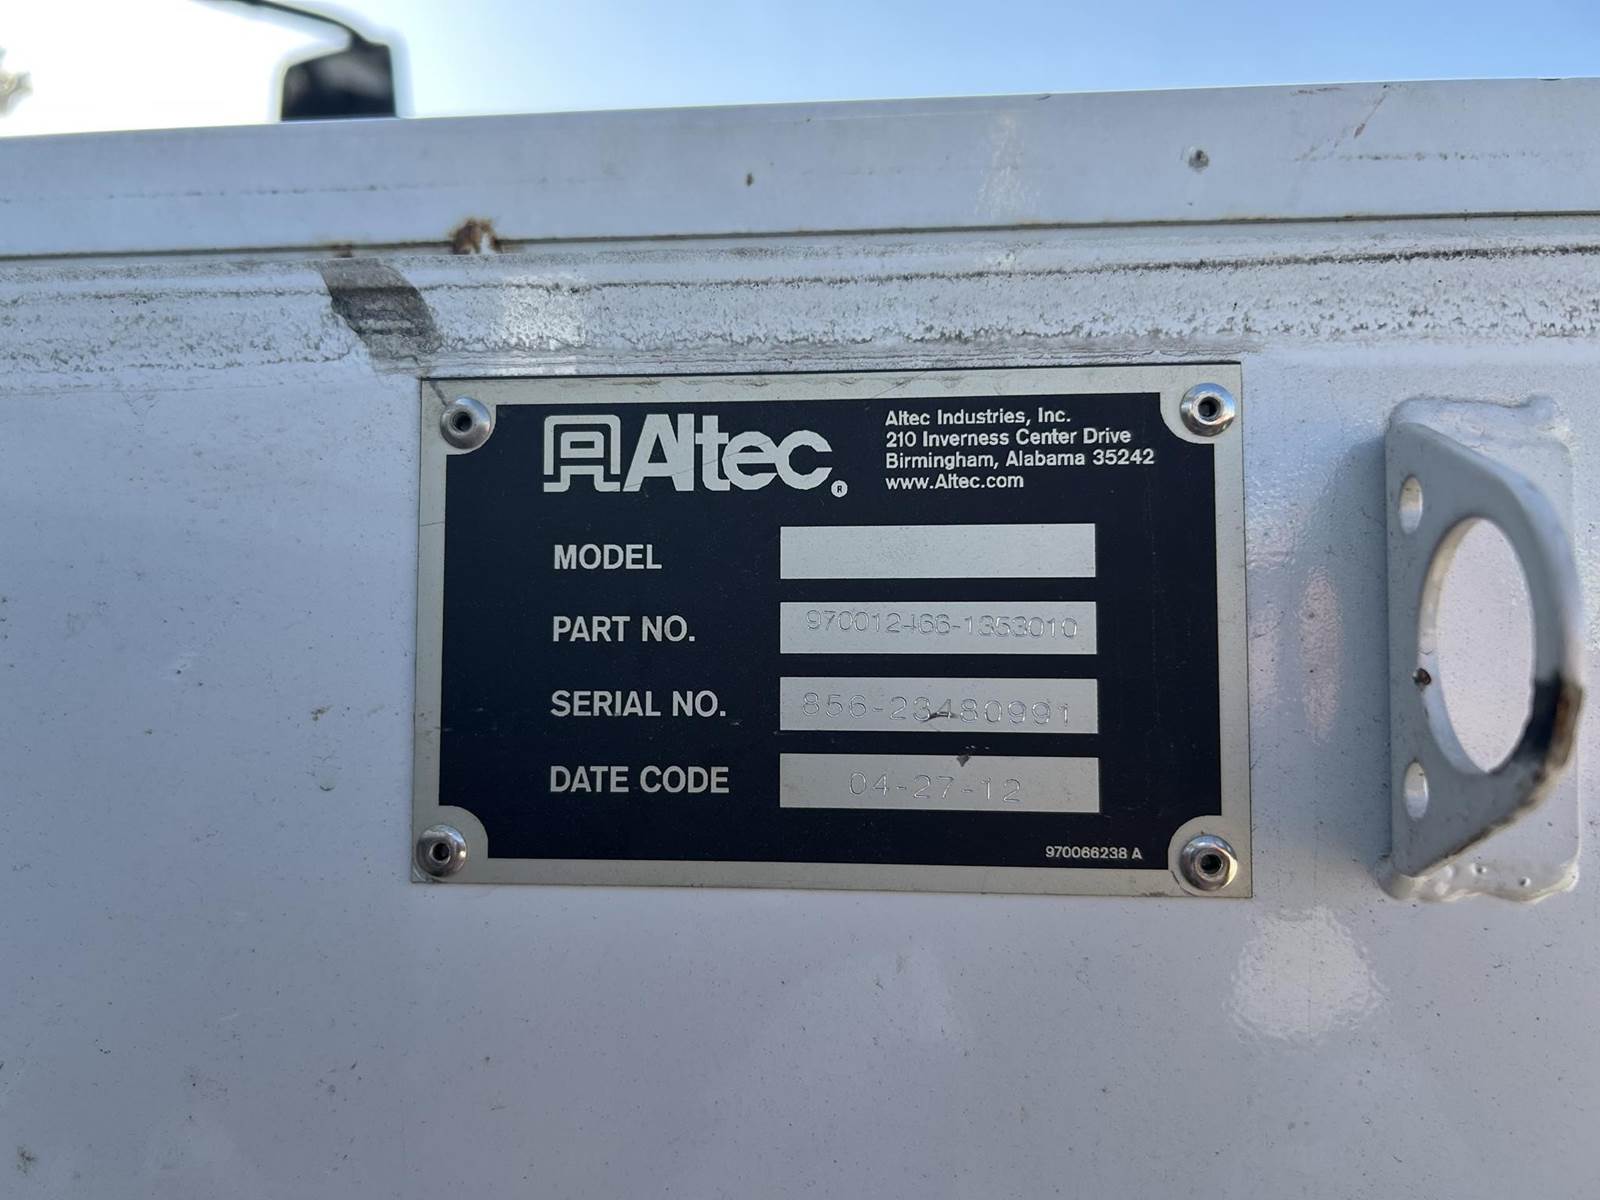 Altec®
Altec Industries, Inc.
210 Inverness Center Drive
Birmingham, Alabama 35242
www.Altec.com
MODEL
PART NO. 970012466-1353010
SERIAL NO. 856-23480991
DATE CODE 04-27-12
970066238 A